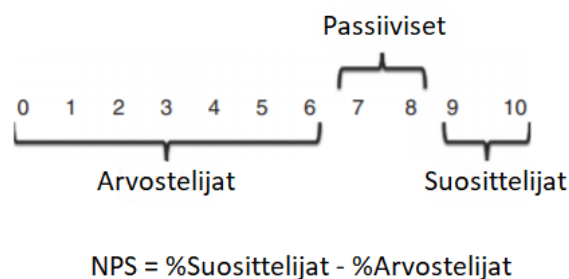 Passiiviset
0 1 2 3 4 5 6 7 8 9 10
Arvostelijat Suosittelijat
NPS = %Suosittelijat - %Arvostelijat